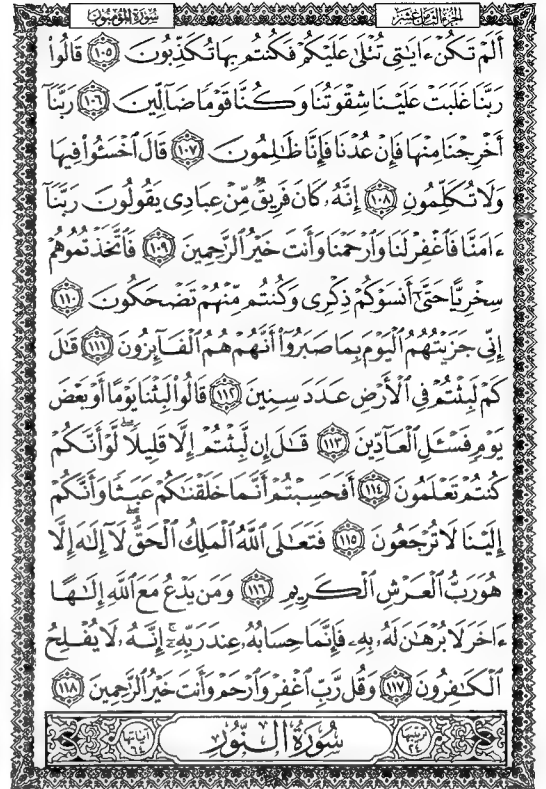 الجزء الثامن عشر
سورة المؤمنون
أَلَمْ تَكُنْ ءَايَٰتِى تُتْلَىٰ عَلَيْكُمْ فَكُنتُم بِهَا تُكَذِّبُونَ ١٠٥ قَالُوا۟
رَبَّنَا غَلَبَتْ عَلَيْنَا شِقْوَتُنَا وَكُنَّا قَوْمًا ضَآلِّينَ ١٠٦ رَبَّنَآ
أَخْرِجْنَا مِنْهَا فَإِنْ عُدْنَا فَإِنَّا ظَٰلِمُونَ ١٠٧ قَالَ ٱخْسَـُٔوا۟ فِيهَا
وَلَا تُكَلِّمُونِ ١٠٨ إِنَّهُۥ كَانَ فَرِيقٌ مِّنْ عِبَادِى يَقُولُونَ رَبَّنَآ
ءَامَنَّا فَٱغْفِرْ لَنَا وَٱرْحَمْنَا وَأَنتَ خَيْرُ ٱلرَّٰحِمِينَ ١٠٩ فَٱتَّخَذْتُمُوهُمْ
سِخْرِيًّا حَتَّىٰٓ أَنسَوْكُمْ ذِكْرِى وَكُنتُم مِّنْهُمْ تَضْحَكُونَ ١١٠
إِنِّى جَزَيْتُهُمُ ٱلْيَوْمَ بِمَا صَبَرُوٓا۟ أَنَّهُمْ هُمُ ٱلْفَآئِزُونَ ١١١ قَٰلَ
كَمْ لَبِثْتُمْ فِى ٱلْأَرْضِ عَدَدَ سِنِينَ ١١٢ قَالُوا۟ لَبِثْنَا يَوْمًا أَوْ بَعْضَ
يَوْمٍ فَسْـَٔلِ ٱلْعَآدِّينَ ١١٣ قَٰلَ إِن لَّبِثْتُمْ إِلَّا قَلِيلًا ۖ لَّوْ أَنَّكُمْ
كُنتُمْ تَعْلَمُونَ ١١٤ أَفَحَسِبْتُمْ أَنَّمَا خَلَقْنَٰكُمْ عَبَثًا وَأَنَّكُمْ
إِلَيْنَا لَا تُرْجَعُونَ ١١٥ فَتَعَٰلَى ٱللَّهُ ٱلْمَلِكُ ٱلْحَقُّ ۖ لَآ إِلَٰهَ إِلَّا
هُوَ رَبُّ ٱلْعَرْشِ ٱلْكَرِيمِ ١١٦ وَمَن يَدْعُ مَعَ ٱللَّهِ إِلَٰهًا
ءَاخَرَ لَا بُرْهَٰنَ لَهُۥ بِهِۦ فَإِنَّمَا حِسَابُهُۥ عِندَ رَبِّهِۦٓ ۚ إِنَّهُۥ لَا يُفْلِحُ
ٱلْكَٰفِرُونَ ١١٧ وَقُل رَّبِّ ٱغْفِرْ وَٱرْحَمْ وَأَنتَ خَيْرُ ٱلرَّٰحِمِينَ ١١٨
ترتيبها ٢٤
سُورَةُ النُّورِ
آياتها ٦٤